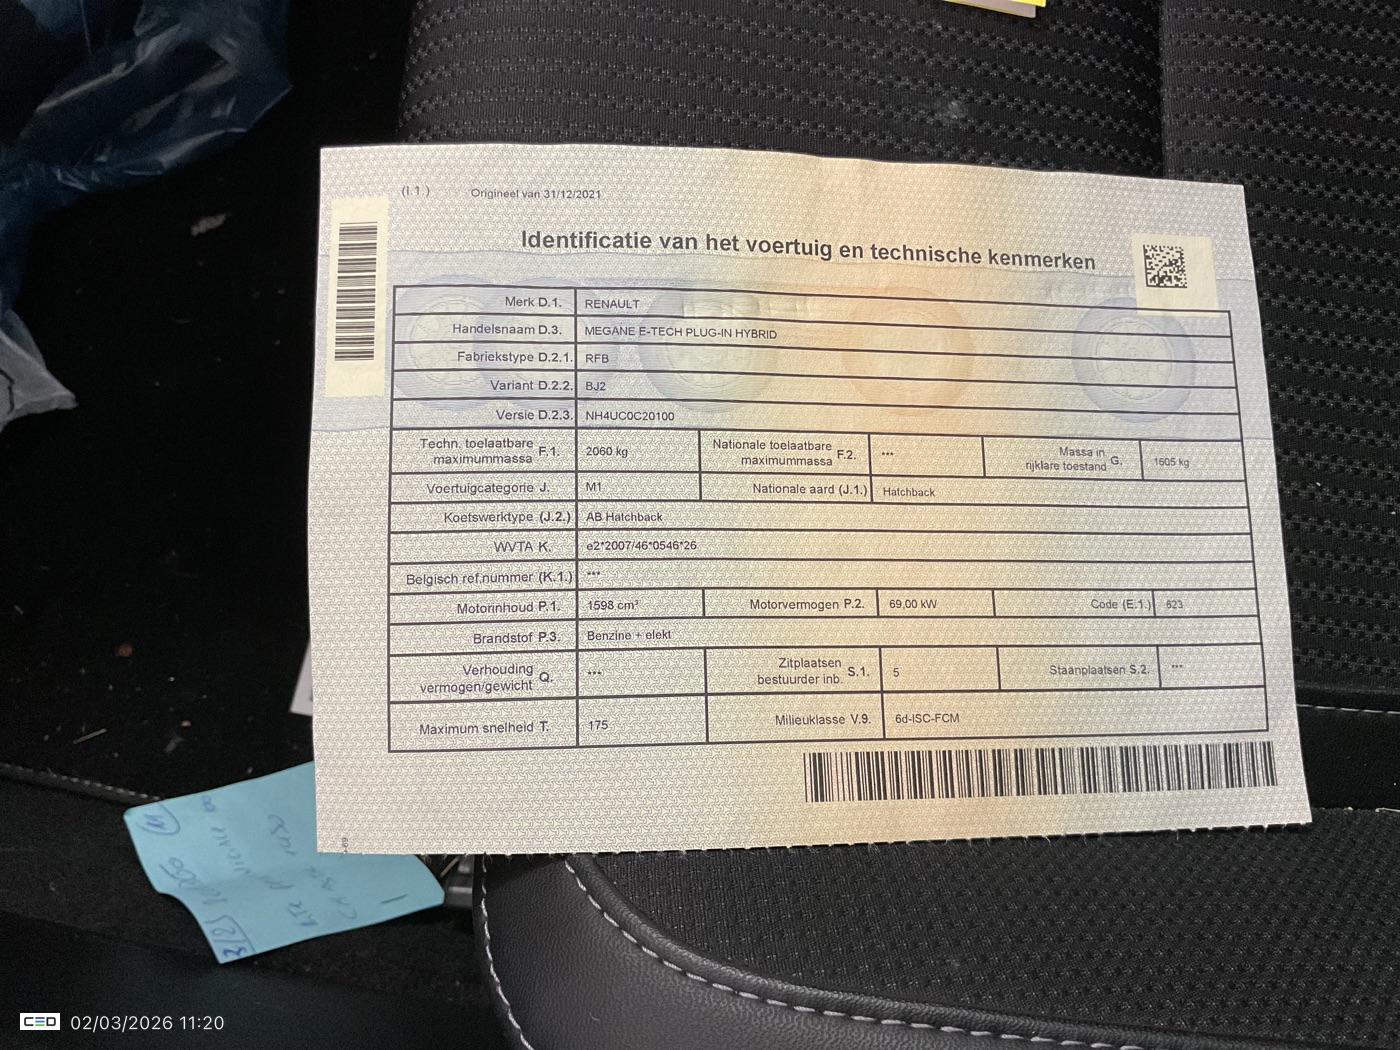 (I.1.) Origineel van 31/12/2021
Identificatie van het voertuig en technische kenmerken
Merk D.1. RENAULT
Handelsnaam D.3. MEGANE E-TECH PLUG-IN HYBRID
Fabriekstype D.2.1. RFB
Variant D.2.2. BJ2
Versie D.2.3. NH4UC0C20100
Techn. toelaatbare maximummassa F.1. 2060 kg Nationale toelaatbare maximummassa F.2. *** Massa in rijklare toestand G. 1605 kg
Voertuigcategorie J. M1 Nationale aard (J.1.) Hatchback
Koetswerktype (J.2.) AB Hatchback
WVTA K. e2*2007/46*0546*26
Belgisch ref.nummer (K.1.) ***
Motorinhoud P.1. 1598 cm³ Motorvermogen P.2. 69,00 kW Code (E.1.) 623
Brandstof P.3. Benzine + elekt
Verhouding vermogen/gewicht Q. *** Zitplaatsen bestuurder inb. S.1. 5 Staanplaatsen S.2. ***
Maximum snelheid T. 175 Milieuklasse V.9. 6d-ISC-FCM
CED 02/03/2026 11:20